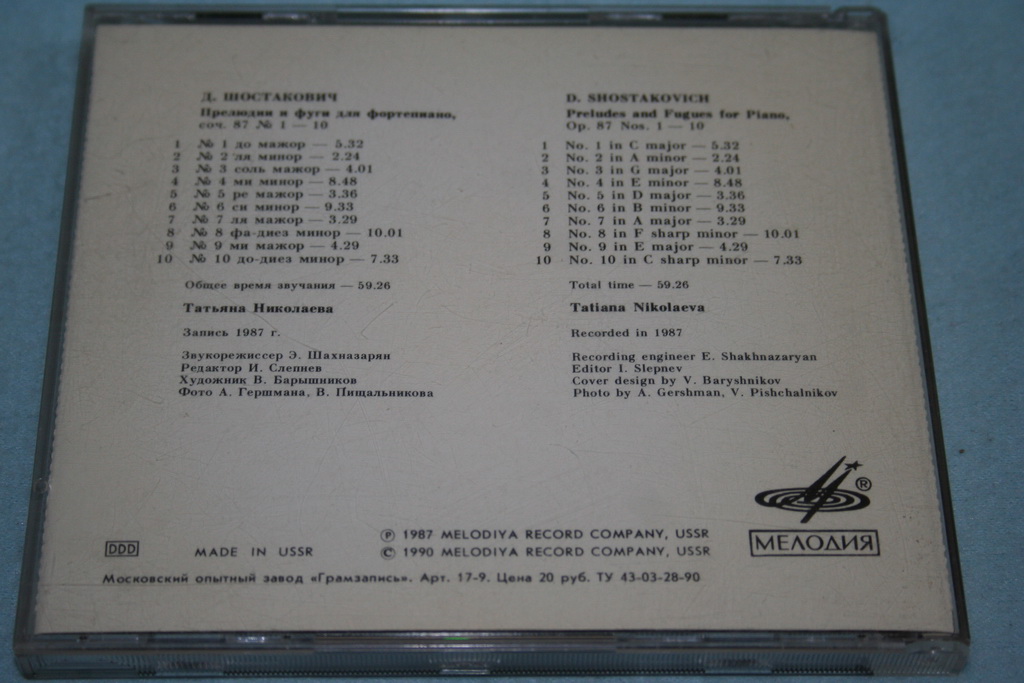 Д. ШОСТАКОВИЧ
Прелюдии и фуги для фортепиано,
соч. 87 № 1 — 10
1 № 1 до мажор — 5.32
2 № 2 ля минор — 2.24
3 № 3 соль мажор — 4.01
4 № 4 ми минор — 8.48
5 № 5 ре мажор — 3.36
6 № 6 си минор — 9.33
7 № 7 ля мажор — 3.29
8 № 8 фа-диез минор — 10.01
9 № 9 ми мажор — 4.29
10 № 10 до-диез минор — 7.33
Общее время звучания — 59.26
Татьяна Николаева
Запись 1987 г.
Звукорежиссер Э. Шахназарян
Редактор И. Слепнев
Художник В. Барышников
Фото А. Гершмана, В. Пищальникова
D. SHOSTAKOVICH
Preludes and Fugues for Piano,
Op. 87 Nos. 1 — 10
1 No. 1 in C major — 5.32
2 No. 2 in A minor — 2.24
3 No. 3 in G major — 4.01
4 No. 4 in E minor — 8.48
5 No. 5 in D major — 3.36
6 No. 6 in B minor — 9.33
7 No. 7 in A major — 3.29
8 No. 8 in F sharp minor — 10.01
9 No. 9 in E major — 4.29
10 No. 10 in C sharp minor — 7.33
Total time — 59.26
Tatiana Nikolaeva
Recorded in 1987
Recording engineer E. Shakhnazaryan
Editor I. Slepnev
Cover design by V. Baryshnikov
Photo by A. Gershman, V. Pishchalnikov
®
МЕЛОДИЯ
DDD
MADE IN USSR
℗ 1987 MELODIYA RECORD COMPANY, USSR
© 1990 MELODIYA RECORD COMPANY, USSR
Московский опытный завод «Грамзапись». Арт. 17-9. Цена 20 руб. ТУ 43-03-28-90